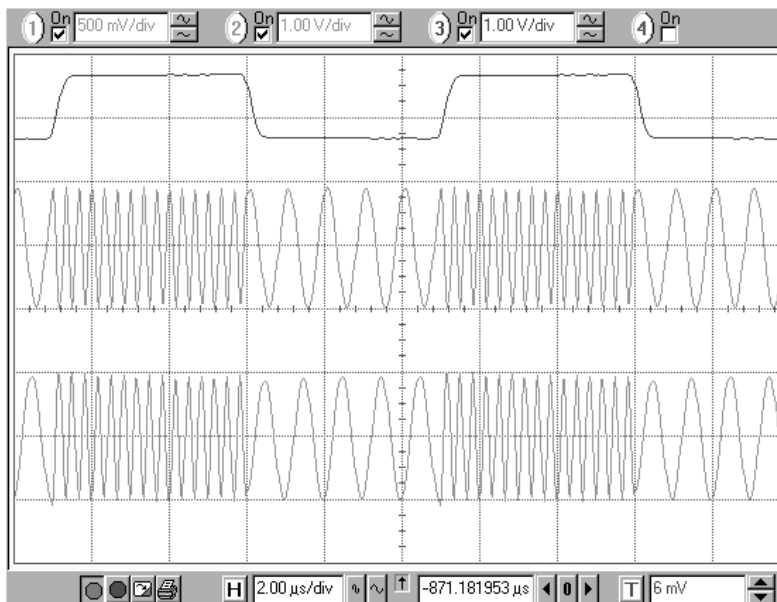 1 On 500 mV/div 2 On 1.00 V/div 3 On 1.00 V/div 4 On
H 2.00 µs/div -871.181953 µs 0 T 6 mV